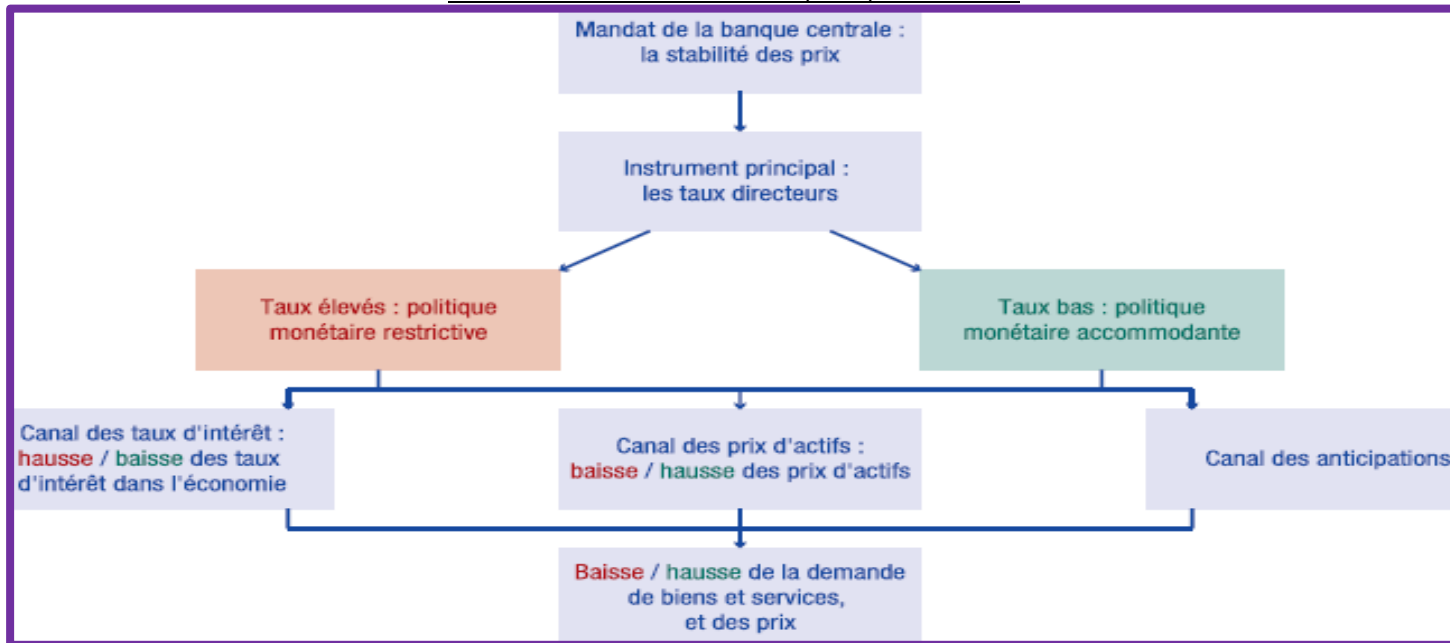 Mandat de la banque centrale :
la stabilité des prix
Instrument principal :
les taux directeurs
Taux élevés : politique
monétaire restrictive
Taux bas : politique
monétaire accommodante
Canal des taux d'intérêt :
hausse / baisse des taux
d'intérêt dans l'économie
Canal des prix d'actifs :
baisse / hausse des prix d'actifs
Canal des anticipations
Baisse / hausse de la demande
de biens et services,
et des prix